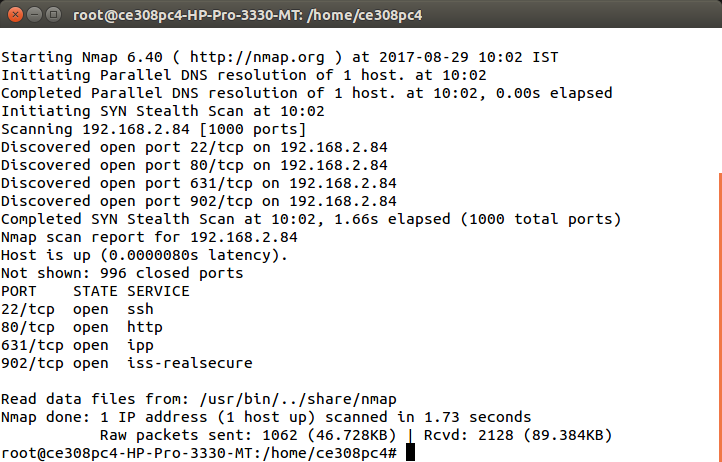 root@ce308pc4-HP-Pro-3330-MT: /home/ce308pc4
Starting Nmap 6.40 ( http://nmap.org ) at 2017-08-29 10:02 IST
Initiating Parallel DNS resolution of 1 host. at 10:02
Completed Parallel DNS resolution of 1 host. at 10:02, 0.00s elapsed
Initiating SYN Stealth Scan at 10:02
Scanning 192.168.2.84 [1000 ports]
Discovered open port 22/tcp on 192.168.2.84
Discovered open port 80/tcp on 192.168.2.84
Discovered open port 631/tcp on 192.168.2.84
Discovered open port 902/tcp on 192.168.2.84
Completed SYN Stealth Scan at 10:02, 1.66s elapsed (1000 total ports)
Nmap scan report for 192.168.2.84
Host is up (0.0000080s latency).
Not shown: 996 closed ports
PORT    STATE SERVICE
22/tcp  open  ssh
80/tcp  open  http
631/tcp open  ipp
902/tcp open  iss-realsecure
Read data files from: /usr/bin/../share/nmap
Nmap done: 1 IP address (1 host up) scanned in 1.73 seconds
           Raw packets sent: 1062 (46.728KB) | Rcvd: 2128 (89.384KB)
root@ce308pc4-HP-Pro-3330-MT:/home/ce308pc4#